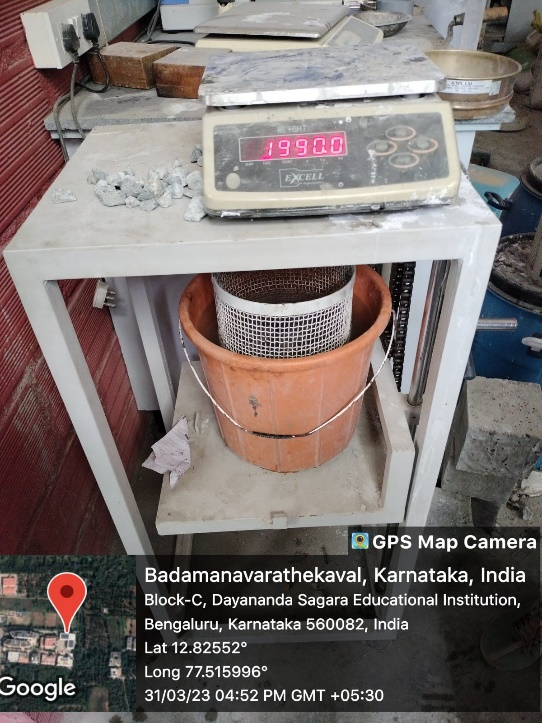 WEIGHT
1990.0
EXCELL
GPS Map Camera
Badamanavarathekaval, Karnataka, India
Block-C, Dayananda Sagara Educational Institution,
Bengaluru, Karnataka 560082, India
Lat 12.82552°
Long 77.515996°
31/03/23 04:52 PM GMT +05:30
Google